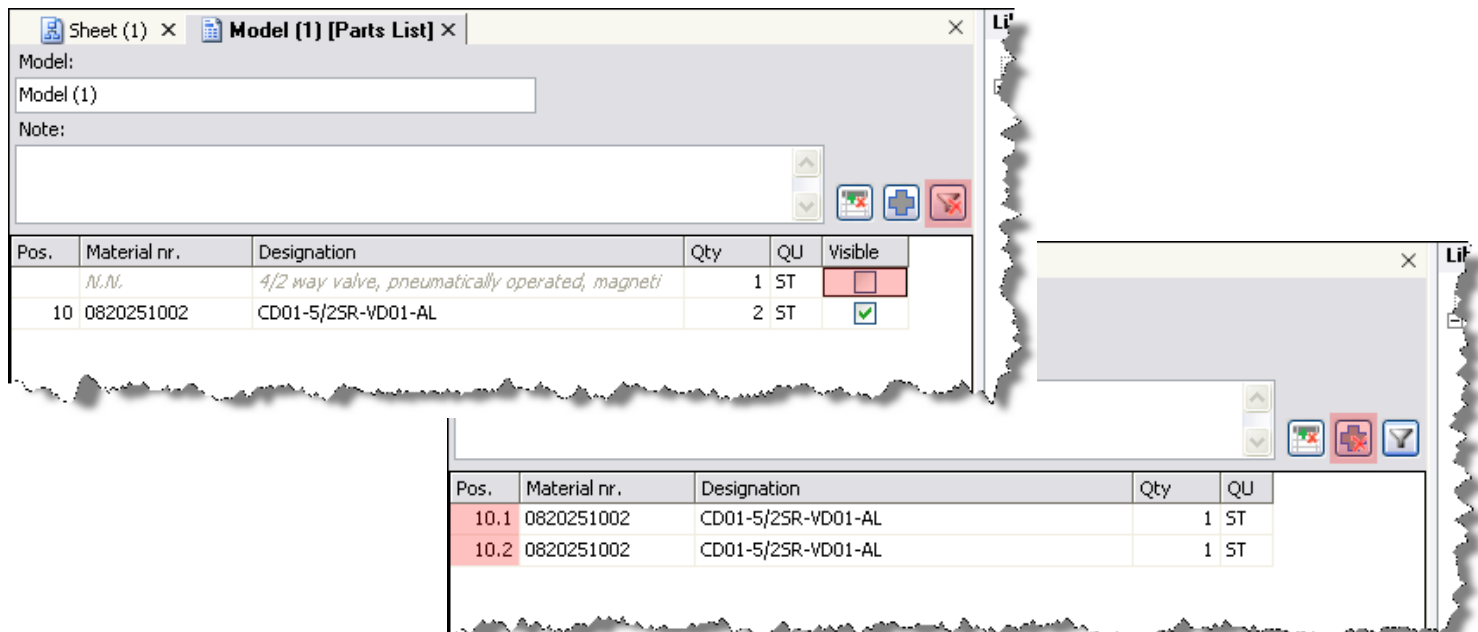 Sheet (1) Model (1) [Parts List]
Model:
Model (1)
Note:
Pos. Material nr. Designation Qty QU Visible
N.N. 4/2 way valve, pneumatically operated, magneti 1 ST
10 0820251002 CD01-5/2SR-VD01-AL 2 ST
Pos. Material nr. Designation Qty QU
10.1 0820251002 CD01-5/2SR-VD01-AL 1 ST
10.2 0820251002 CD01-5/2SR-VD01-AL 1 ST